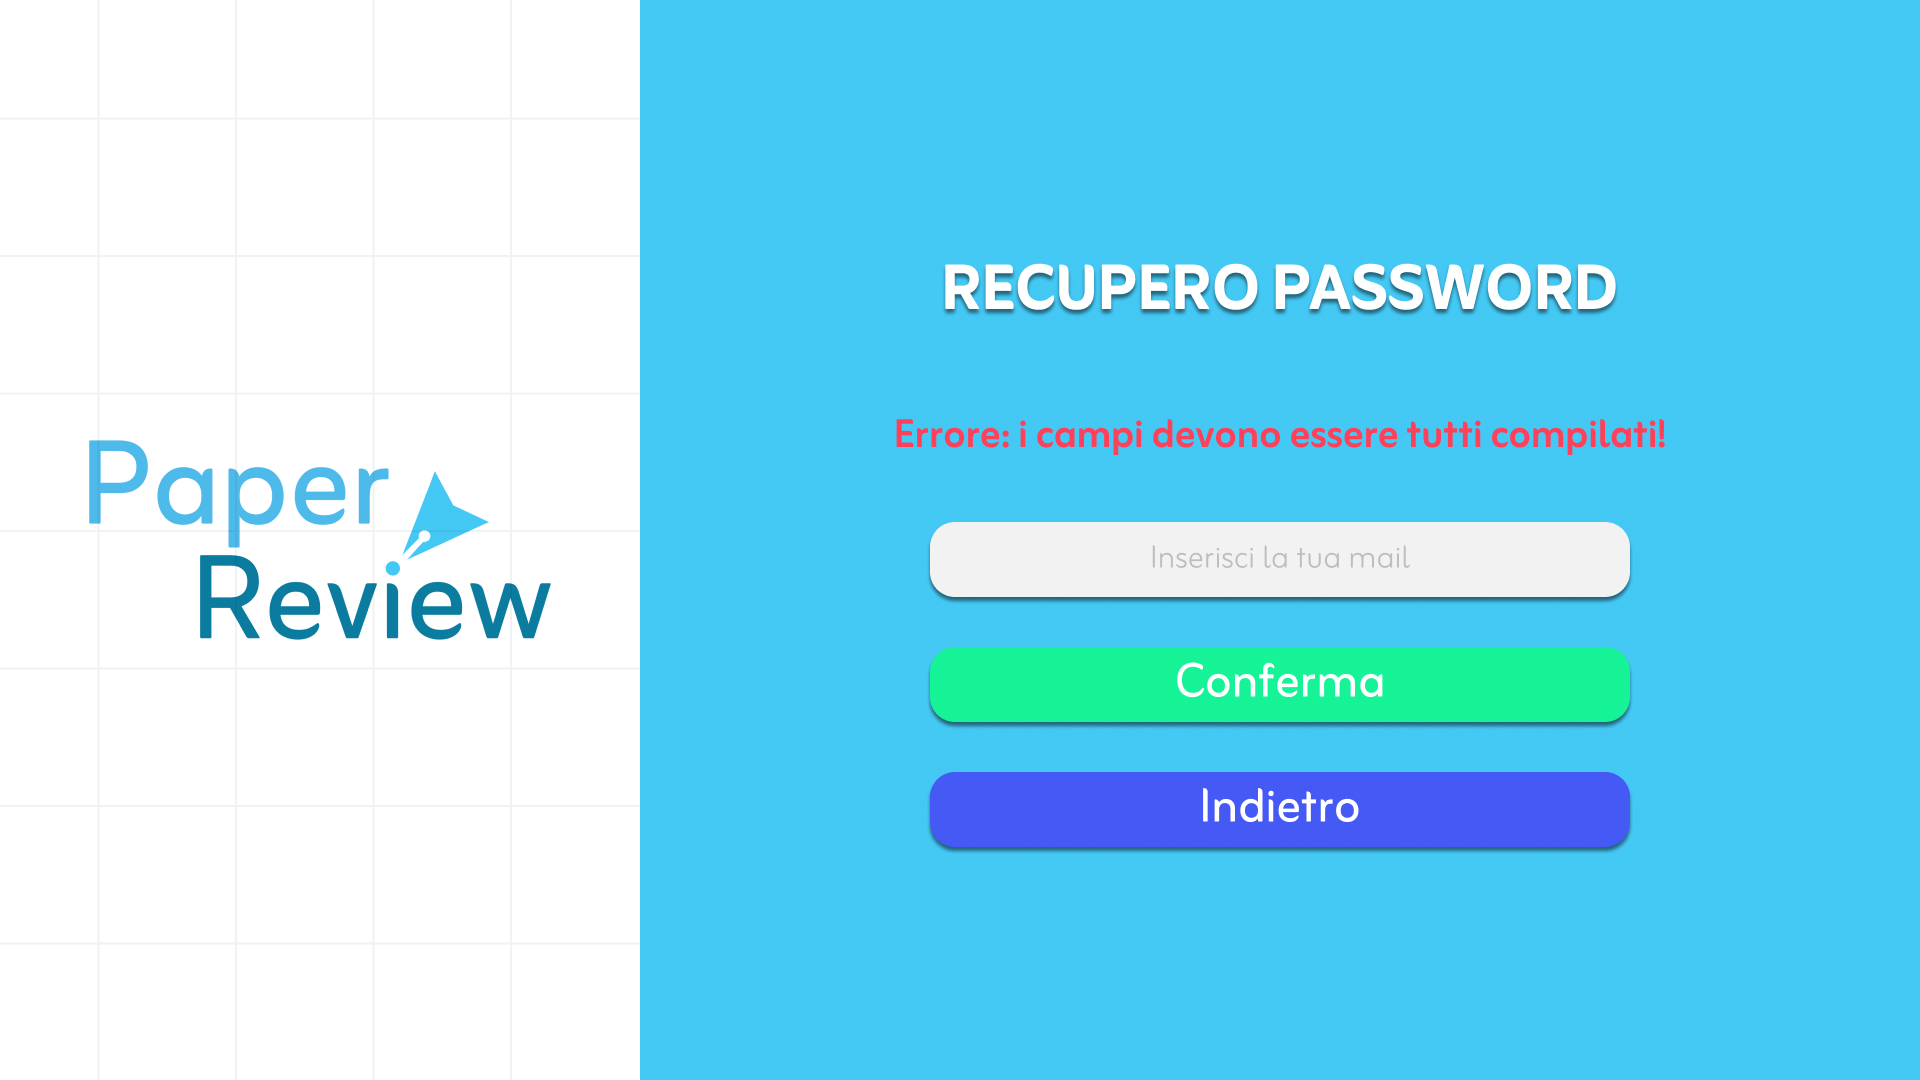 Paper
Review
RECUPERO PASSWORD
Errore: i campi devono essere tutti compilati!
Inserisci la tua mail
Conferma
Indietro